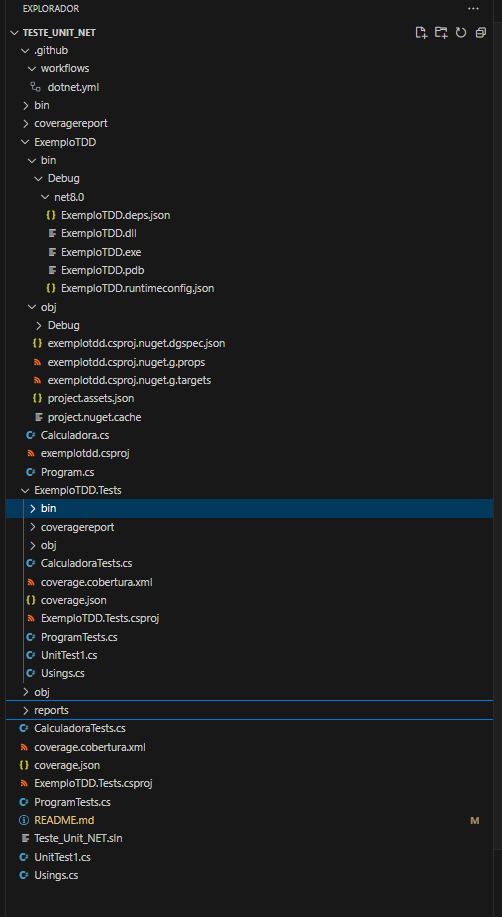 EXPLORADOR
TESTE_UNIT_NET
.github
workflows
dotnet.yml
bin
coveragereport
ExemploTDD
bin
Debug
net8.0
ExemploTDD.deps.json
ExemploTDD.dll
ExemploTDD.exe
ExemploTDD.pdb
ExemploTDD.runtimeconfig.json
obj
Debug
exemplotdd.csproj.nuget.dgspec.json
exemplotdd.csproj.nuget.g.props
exemplotdd.csproj.nuget.g.targets
project.assets.json
project.nuget.cache
Calculadora.cs
exemplotdd.csproj
Program.cs
ExemploTDD.Tests
bin
coveragereport
obj
CalculadoraTests.cs
coverage.cobertura.xml
coverage.json
ExemploTDD.Tests.csproj
ProgramTests.cs
UnitTest1.cs
Usings.cs
obj
reports
CalculadoraTests.cs
coverage.cobertura.xml
coverage.json
ExemploTDD.Tests.csproj
ProgramTests.cs
README.md M
Teste_Unit_NET.sln
UnitTest1.cs
Usings.cs